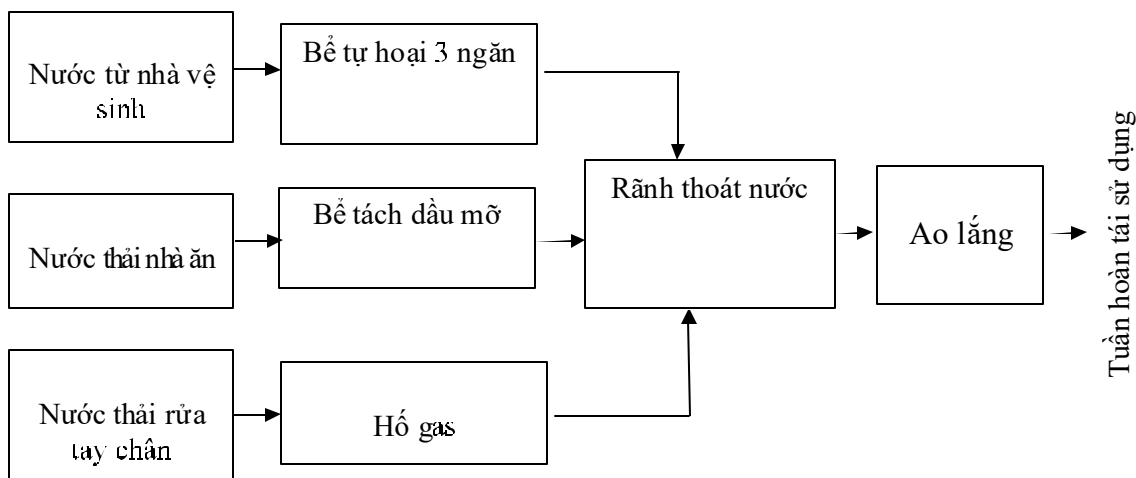 Nước từ nhà vệ
sinh
Bể tự hoại 3 ngăn
Nước thải nhà ăn
Bể tách dầu mỡ
Nước thải rửa
tay chân
Hố gas
Rãnh thoát nước
Ao lắng
Tuần hoàn tái sử dụng